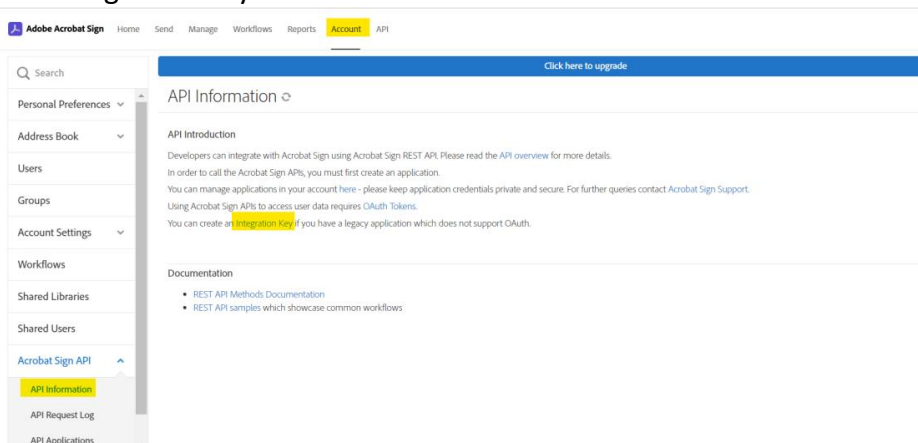 Adobe Acrobat Sign Home Send Manage Workflows Reports Account API
Search
Personal Preferences
Address Book
Users
Groups
Account Settings
Workflows
Shared Libraries
Shared Users
Acrobat Sign API
API Information
API Request Log
API Applications
Click here to upgrade
API Information
API Introduction
Developers can integrate with Acrobat Sign using Acrobat Sign REST API. Please read the API overview for more details.
In order to call the Acrobat Sign APIs, you must first create an application.
You can manage applications in your account here - please keep application credentials private and secure. For further queries contact Acrobat Sign Support.
Using Acrobat Sign APIs to access user data requires OAuth Tokens.
You can create an Integration Key if you have a legacy application which does not support OAuth.
Documentation
• REST API Methods Documentation
• REST API samples which showcase common workflows